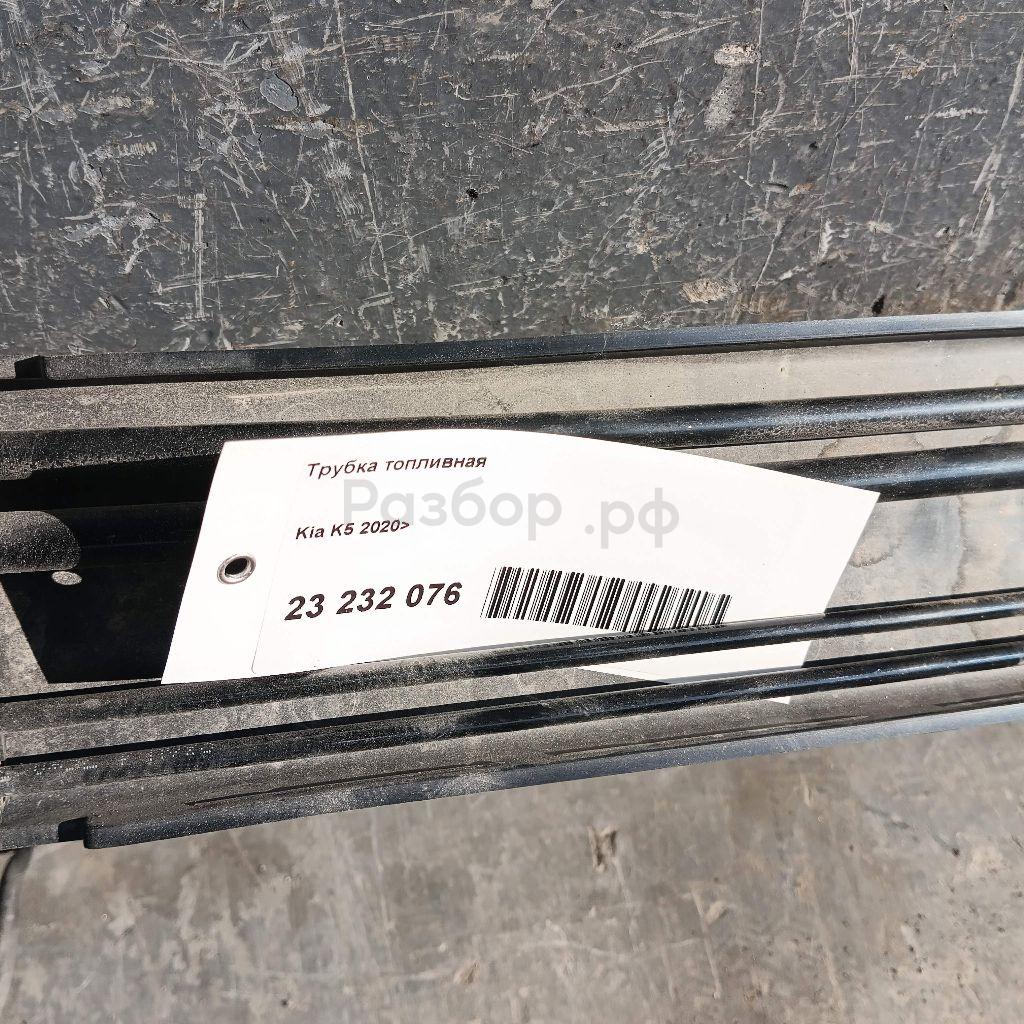 Трубка топливная
Разбор.рф
Kia K5 2020>
23 232 076